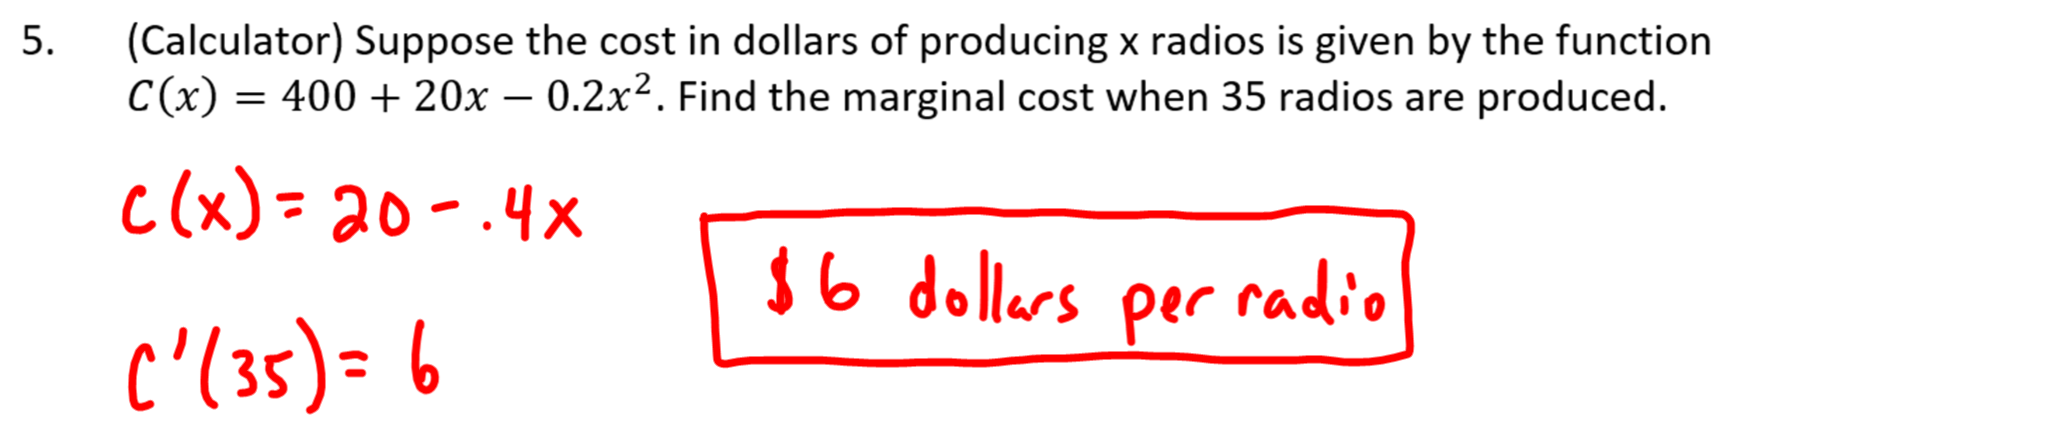 5. (Calculator) Suppose the cost in dollars of producing x radios is given by the function
C(x) = 400 + 20x − 0.2x². Find the marginal cost when 35 radios are produced.
C(x) = 20 - .4x
$6 dollars per radio
C'(35) = 6